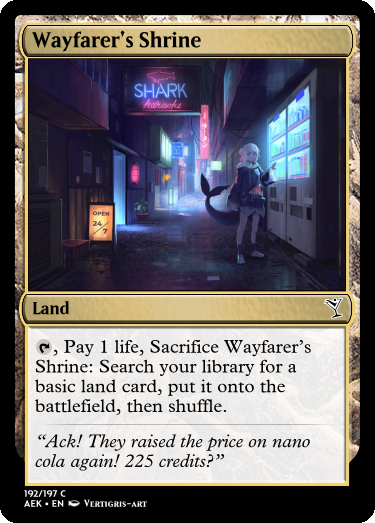 Wayfarer's Shrine
SHARK
karaoke
OPEN
24/7
Land
, Pay 1 life, Sacrifice Wayfarer's
Shrine: Search your library for a
basic land card, put it onto the
battlefield, then shuffle.
“Ack! They raised the price on nano
cola again! 225 credits?”
192/197 C
AEK • EN Vertigris-art